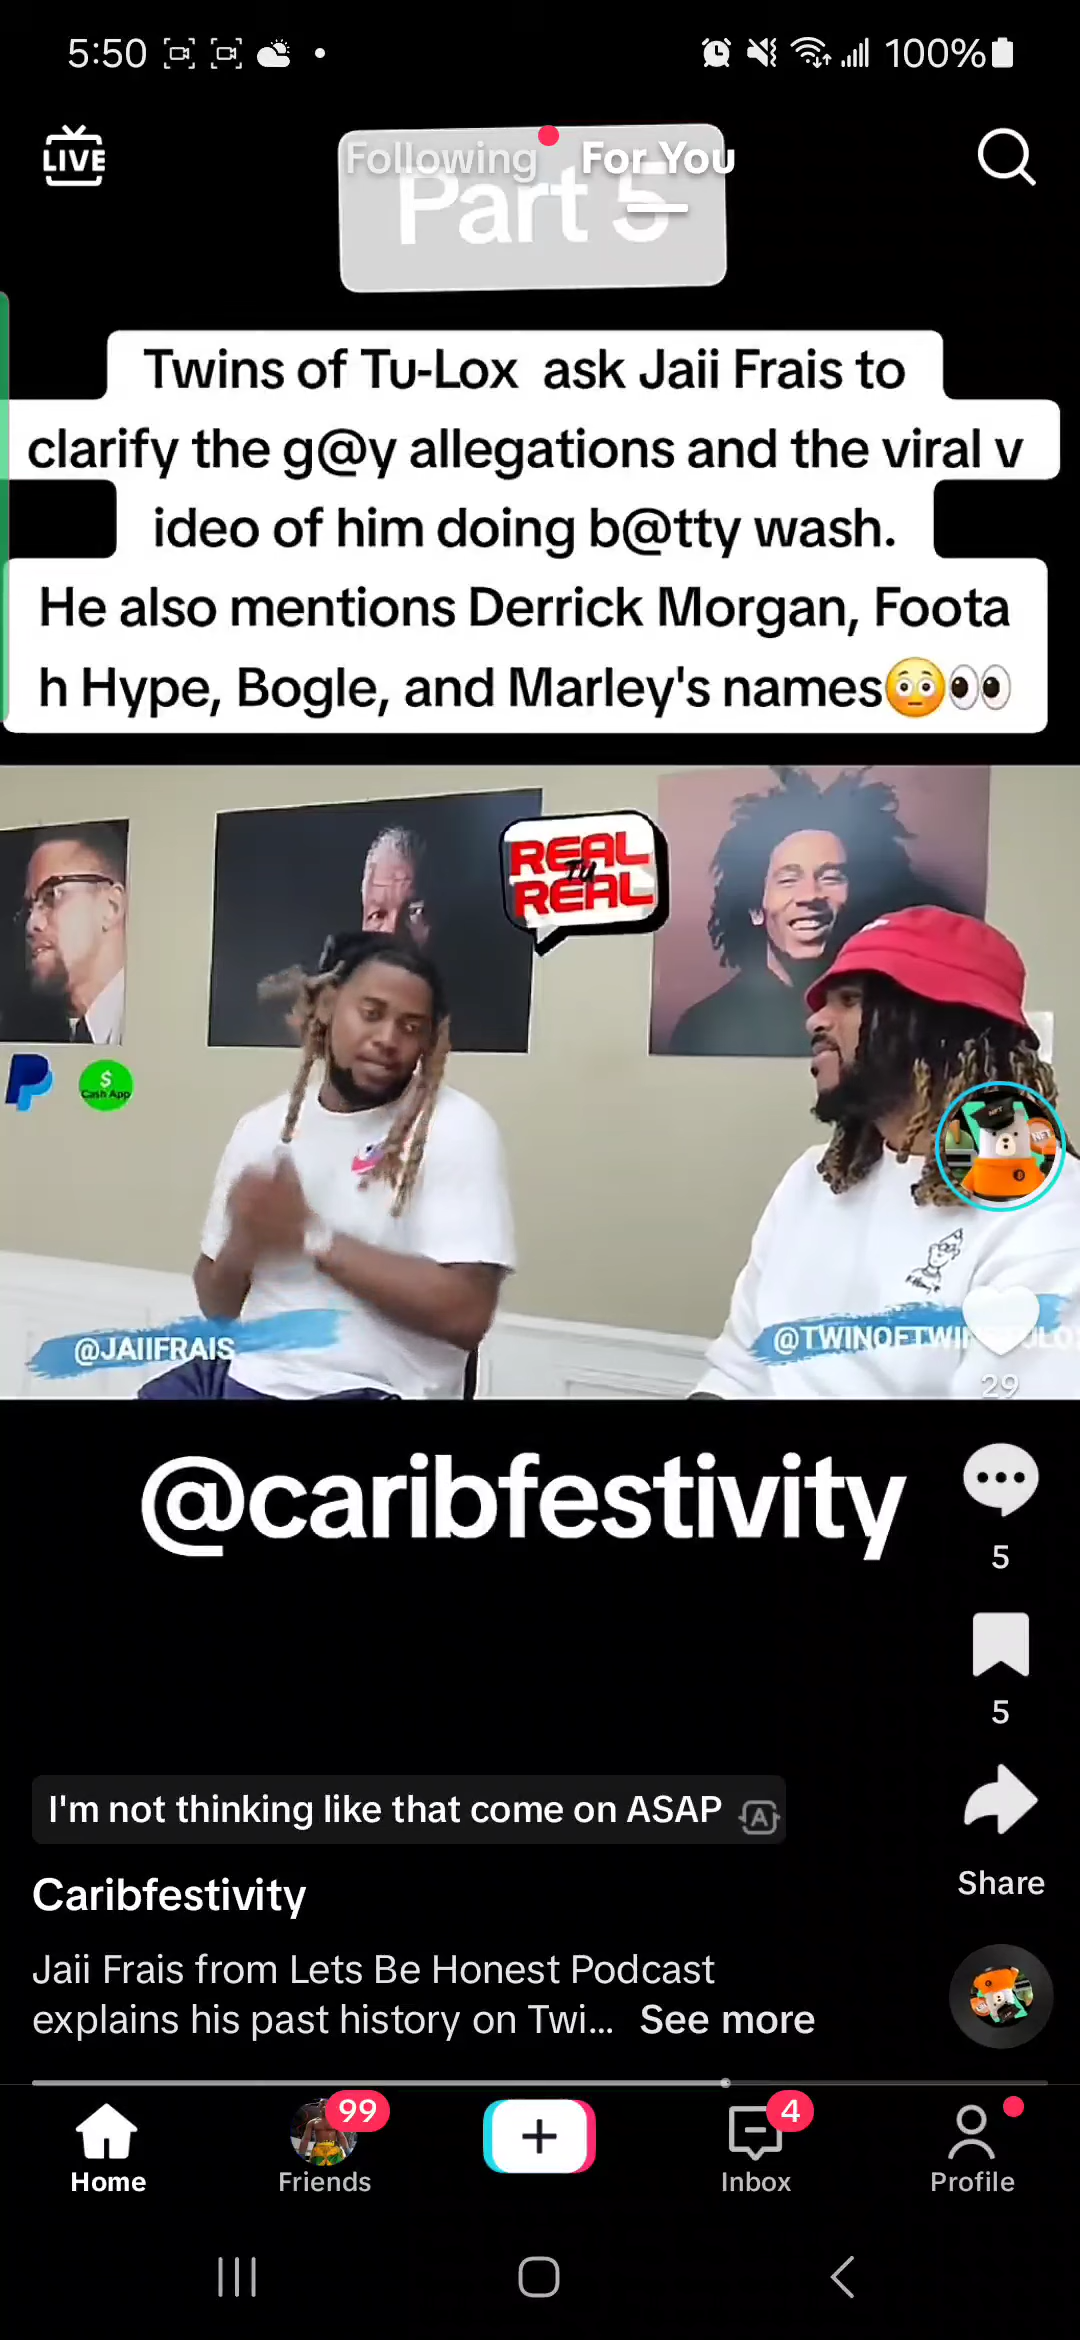 5:50
100%
LIVE
Following
For You
Part 5
Twins of Tu-Lox ask Jaii Frais to
clarify the g@y allegations and the viral v
ideo of him doing b@tty wash.
He also mentions Derrick Morgan, Foota
h Hype, Bogle, and Marley's names😳👀
REAL
TU
REAL
$
Cash App
NFT
NFT
@JAIIFRAIS
@TWINOFTWI
29
@caribfestivity
5
5
I'm not thinking like that come on ASAP
A
Caribfestivity
Share
Jaii Frais from Lets Be Honest Podcast
explains his past history on Twi... See more
99
4
Home
Friends
Inbox
Profile